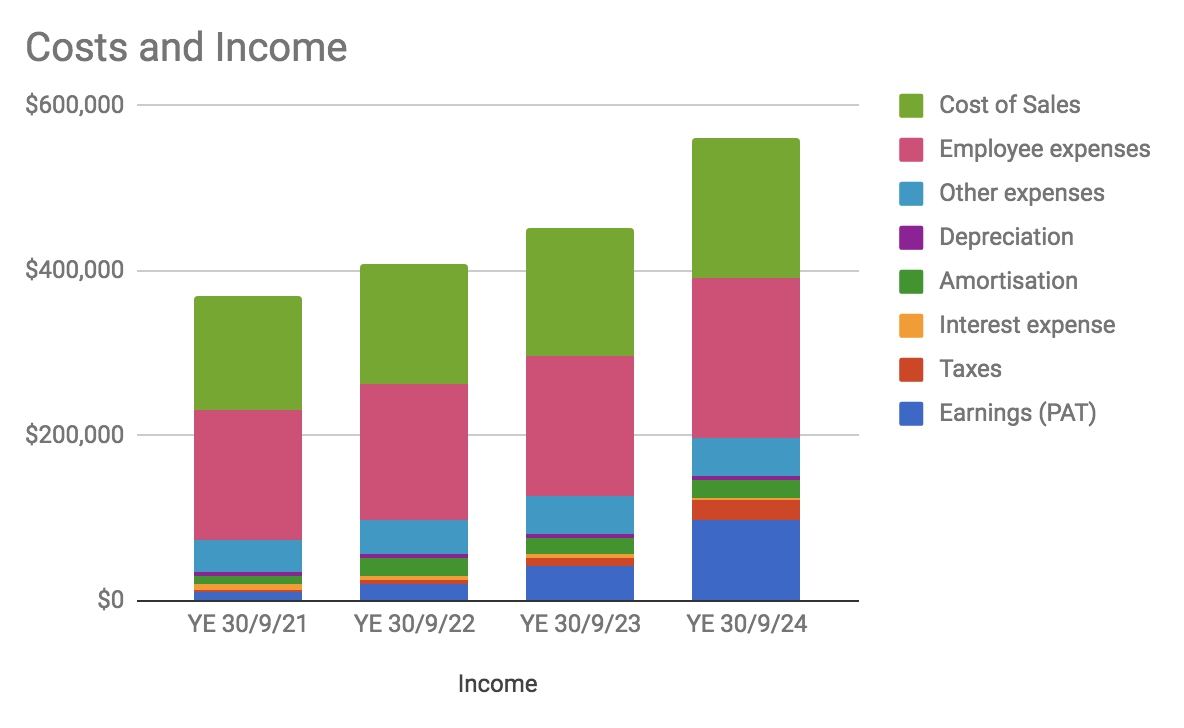 Costs and Income
$600,000
$400,000
$200,000
$0
YE 30/9/21
YE 30/9/22
YE 30/9/23
YE 30/9/24
Income
Cost of Sales
Employee expenses
Other expenses
Depreciation
Amortisation
Interest expense
Taxes
Earnings (PAT)